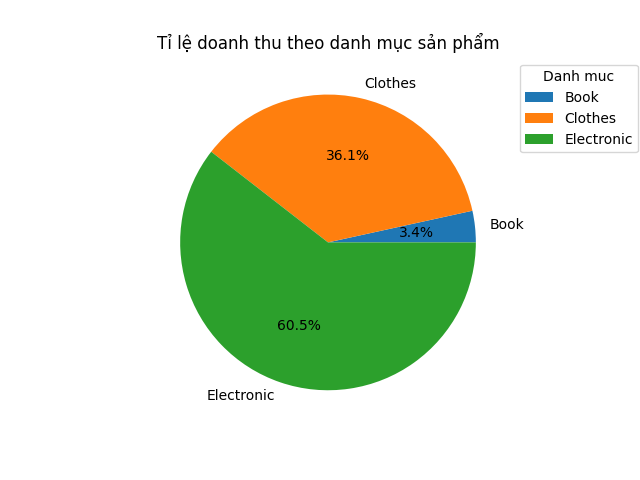 Tỉ lệ doanh thu theo danh mục sản phẩm
Danh muc
Book
Clothes
Electronic
Clothes
36.1%
Book
3.4%
60.5%
Electronic